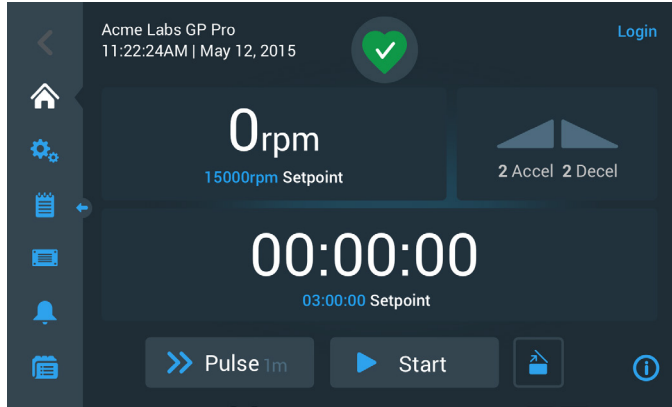 Acme Labs GP Pro
11:22:24AM | May 12, 2015
Login
0rpm
15000rpm Setpoint
2 Accel 2 Decel
00:00:00
03:00:00 Setpoint
Pulse 1m
Start